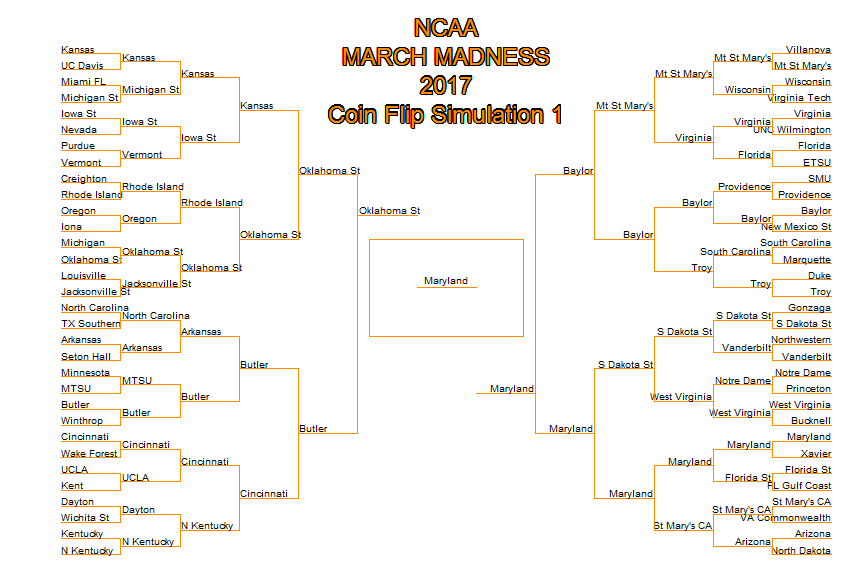 NCAA
MARCH MADNESS
2017
Coin Flip Simulation 1
Kansas
UC Davis
Miami FL
Michigan St
Iowa St
Nevada
Purdue
Vermont
Creighton
Rhode Island
Oregon
Iona
Michigan
Oklahoma St
Louisville
Jacksonville St
North Carolina
TX Southern
Arkansas
Seton Hall
Minnesota
MTSU
Butler
Winthrop
Cincinnati
Wake Forest
UCLA
Kent
Dayton
Wichita St
Kentucky
N Kentucky
Kansas
Michigan St
Iowa St
Vermont
Rhode Island
Oregon
Oklahoma St
Jacksonville St
North Carolina
Arkansas
MTSU
Butler
Cincinnati
UCLA
Dayton
N Kentucky
Kansas
Iowa St
Rhode Island
Oklahoma St
Arkansas
Butler
Cincinnati
N Kentucky
Kansas
Oklahoma St
Butler
Cincinnati
Oklahoma St
Butler
Oklahoma St
Maryland
Maryland
Baylor
Maryland
Mt St Mary's
Baylor
S Dakota St
Maryland
Mt St Mary's
Virginia
Baylor
Troy
S Dakota St
West Virginia
Maryland
St Mary's CA
Mt St Mary's
Wisconsin
Virginia
Florida
Providence
Baylor
South Carolina
Troy
S Dakota St
Vanderbilt
Notre Dame
West Virginia
Maryland
Florida St
St Mary's CA
Arizona
Villanova
Mt St Mary's
Wisconsin
Virginia Tech
Virginia
UNC Wilmington
Florida
ETSU
SMU
Providence
Baylor
New Mexico St
South Carolina
Marquette
Duke
Troy
Gonzaga
S Dakota St
Northwestern
Vanderbilt
Notre Dame
Princeton
West Virginia
Bucknell
Maryland
Xavier
Florida St
FL Gulf Coast
St Mary's CA
VA Commonwealth
Arizona
North Dakota